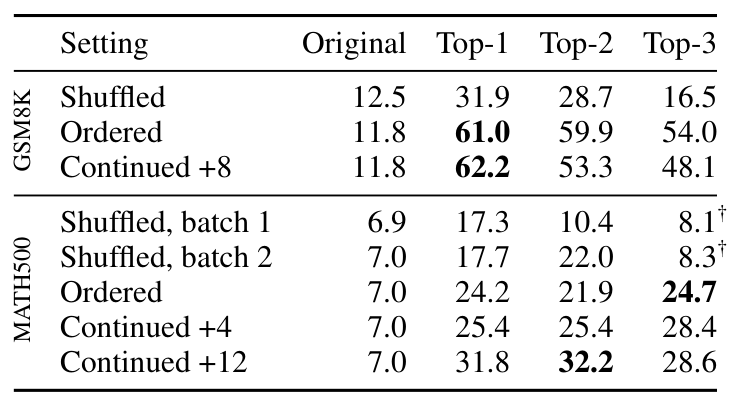 Setting Original Top-1 Top-2 Top-3
GSM8K
Shuffled 12.5 31.9 28.7 16.5
Ordered 11.8 61.0 59.9 54.0
Continued +8 11.8 62.2 53.3 48.1
MATH500
Shuffled, batch 1 6.9 17.3 10.4 8.1†
Shuffled, batch 2 7.0 17.7 22.0 8.3†
Ordered 7.0 24.2 21.9 24.7
Continued +4 7.0 25.4 25.4 28.4
Continued +12 7.0 31.8 32.2 28.6